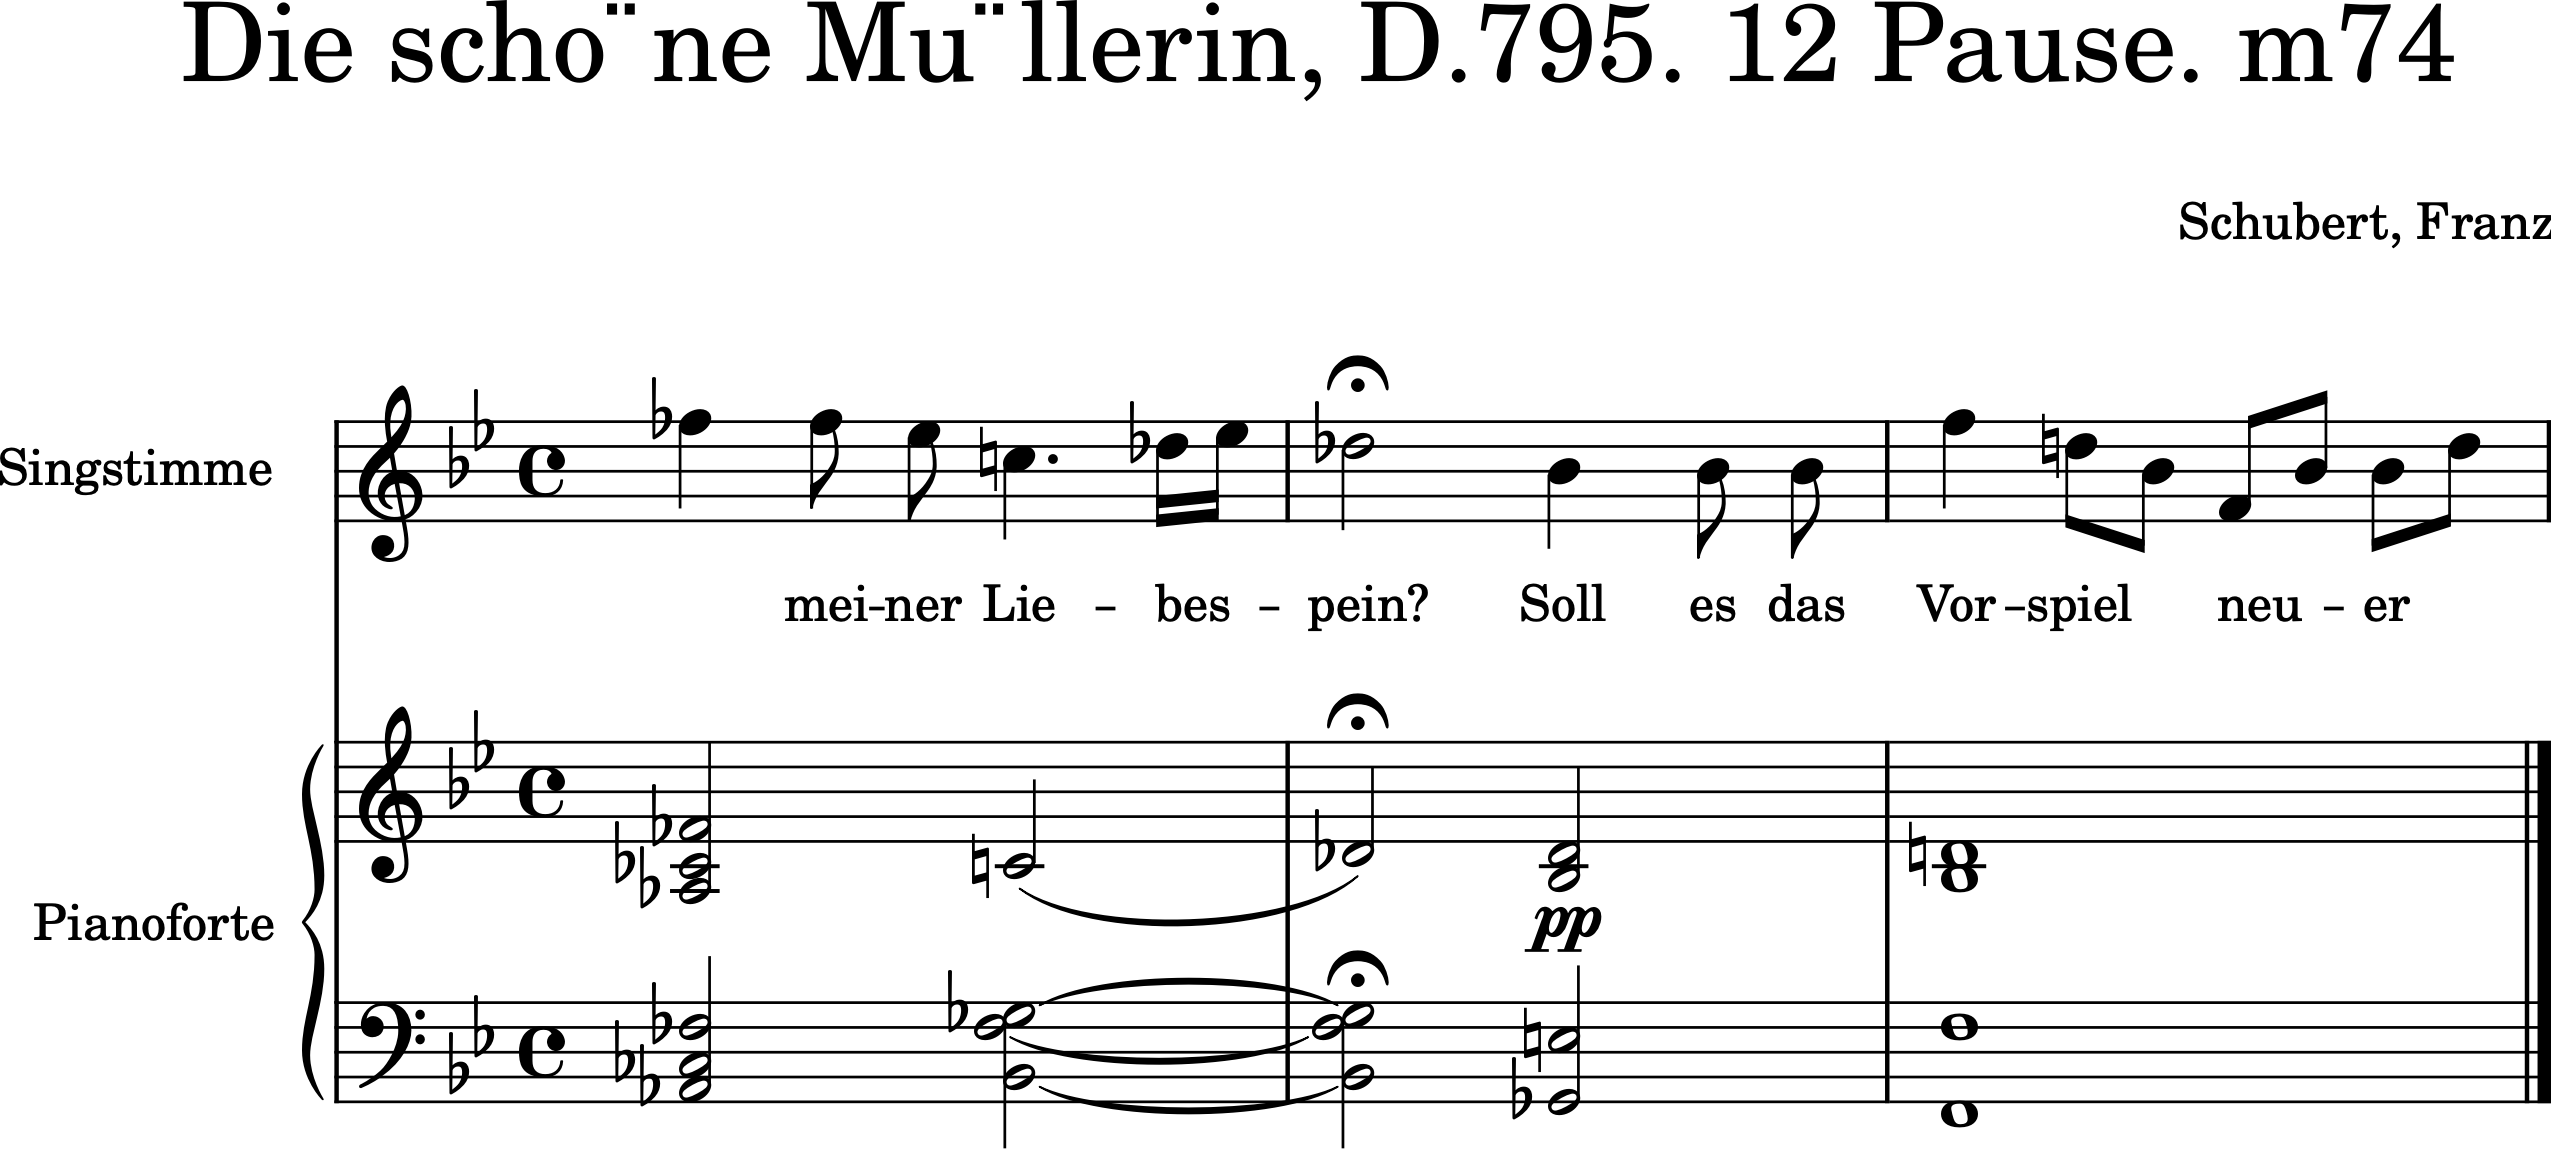 Die scho¨ne Mu¨llerin, D.795. 12 Pause. m74
Schubert, Franz
Singstimme
mei-ner Lie - bes - pein? Soll es das Vor-spiel neu - er
Pianoforte
pp